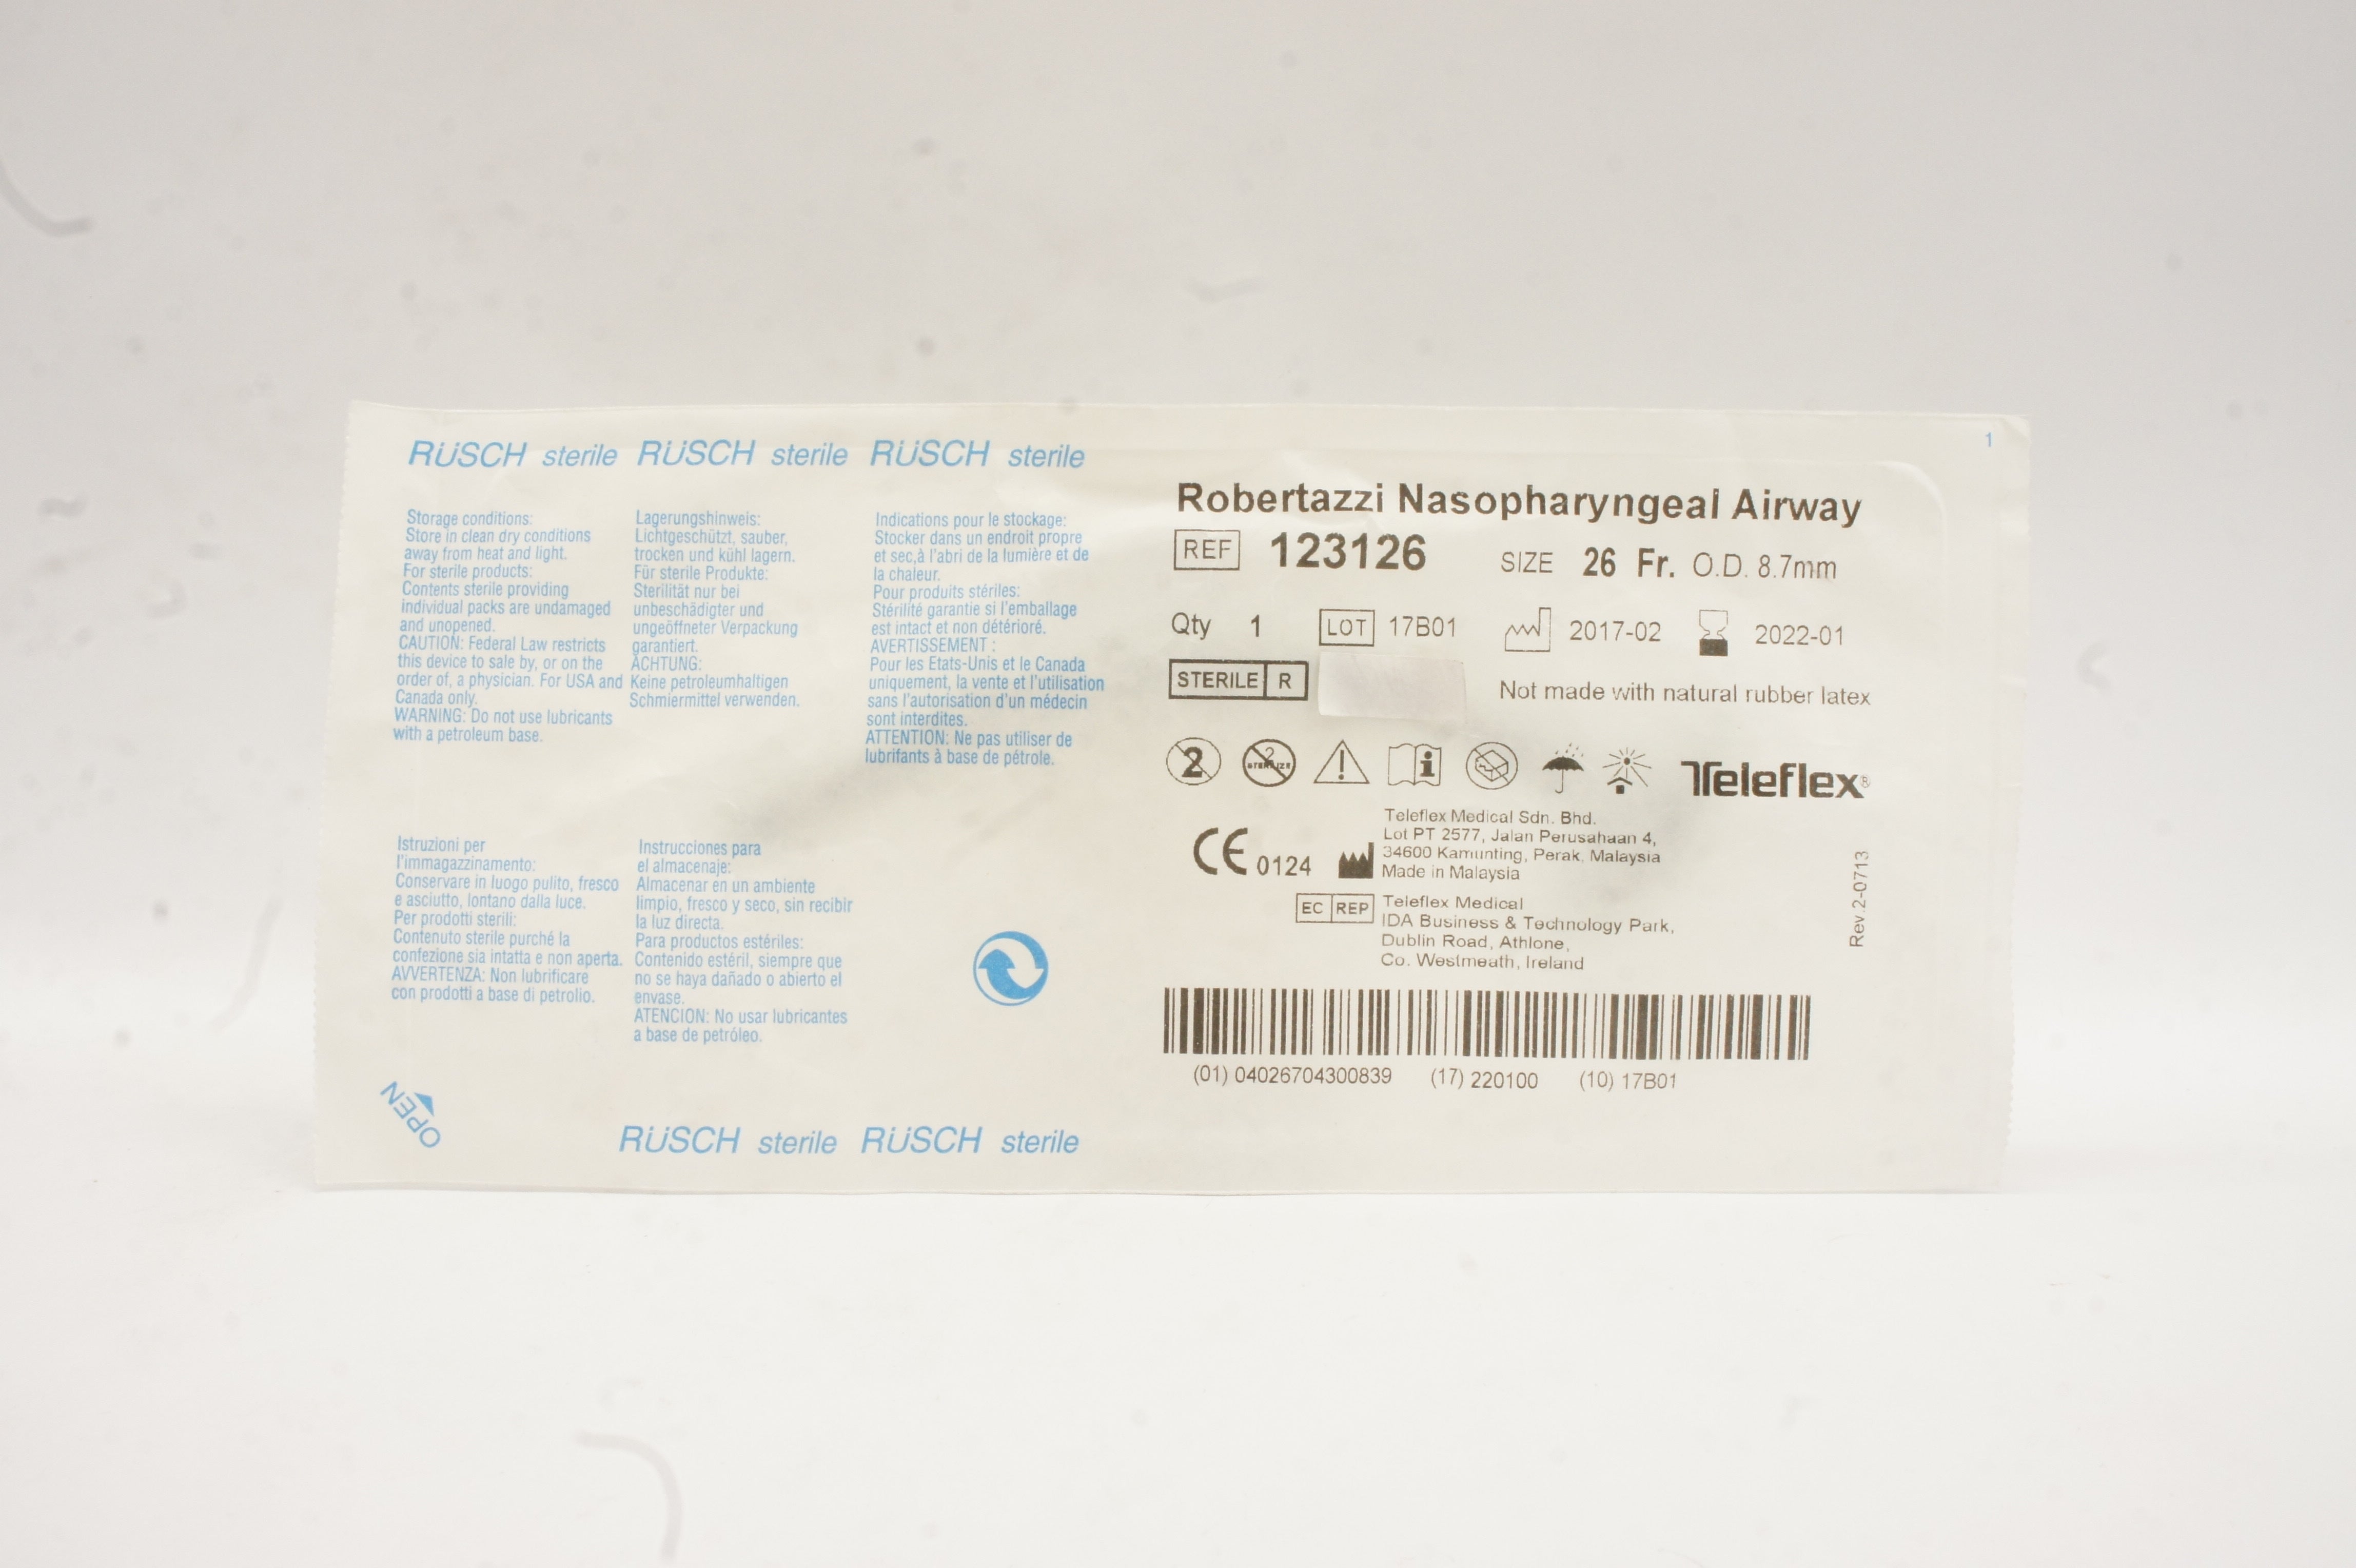 RÜSCH sterile RÜSCH sterile RÜSCH sterile
1
Storage conditions:
Store in clean dry conditions
away from heat and light.
For sterile products:
Contents sterile providing
individual packs are undamaged
and unopened.
CAUTION: Federal Law restricts
this device to sale by, or on the
order of, a physician. For USA and
Canada only.
WARNING: Do not use lubricants
with a petroleum base.
Lagerungshinweis:
Lichtgeschützt, sauber,
trocken und kühl lagern.
Für sterile Produkte:
Sterilität nur bei
unbeschädigter und
ungeöffneter Verpackung
garantiert.
ACHTUNG:
Keine petroleumhaltigen
Schmiermittel verwenden.
Indications pour le stockage:
Stocker dans un endroit propre
et sec,à l'abri de la lumière et de
la chaleur.
Pour produits stériles:
Stérilité garantie si l'emballage
est intact et non détérioré.
AVERTISSEMENT :
Pour les Etats-Unis et le Canada
uniquement, la vente et l'utilisation
sans l'autorisation d'un médecin
sont interdites.
ATTENTION: Ne pas utiliser de
lubrifants à base de pétrole.
Istruzioni per
l'immagazzinamento:
Conservare in luogo pulito, fresco
e asciutto, lontano dalla luce.
Per prodotti sterili:
Contenuto sterile purché la
confezione sia intatta e non aperta.
AVVERTENZA: Non lubrificare
con prodotti a base di petrolio.
Instrucciones para
el almacenaje:
Almacenar en un ambiente
limpio, fresco y seco, sin recibir
la luz directa.
Para productos estériles:
Contenido estéril, siempre que
no se haya dañado o abierto el
envase.
ATENCION: No usar lubricantes
a base de petróleo.
OPEN
RÜSCH sterile RÜSCH sterile
Robertazzi Nasopharyngeal Airway
REF 123126 SIZE 26 Fr. O.D. 8.7mm
Qty 1 LOT 17B01 2017-02 2022-01
STERILE R Not made with natural rubber latex
2 2 STERILIZE Teleflex®
Teleflex Medical Sdn. Bhd.
Lot PT 2577, Jalan Perusahaan 4,
34600 Kamunting, Perak, Malaysia
Made in Malaysia
CE 0124
EC REP Teleflex Medical
IDA Business & Technology Park,
Dublin Road, Athlone,
Co. Westmeath, Ireland
Rev.2-0713
(01) 04026704300839 (17) 220100 (10) 17B01